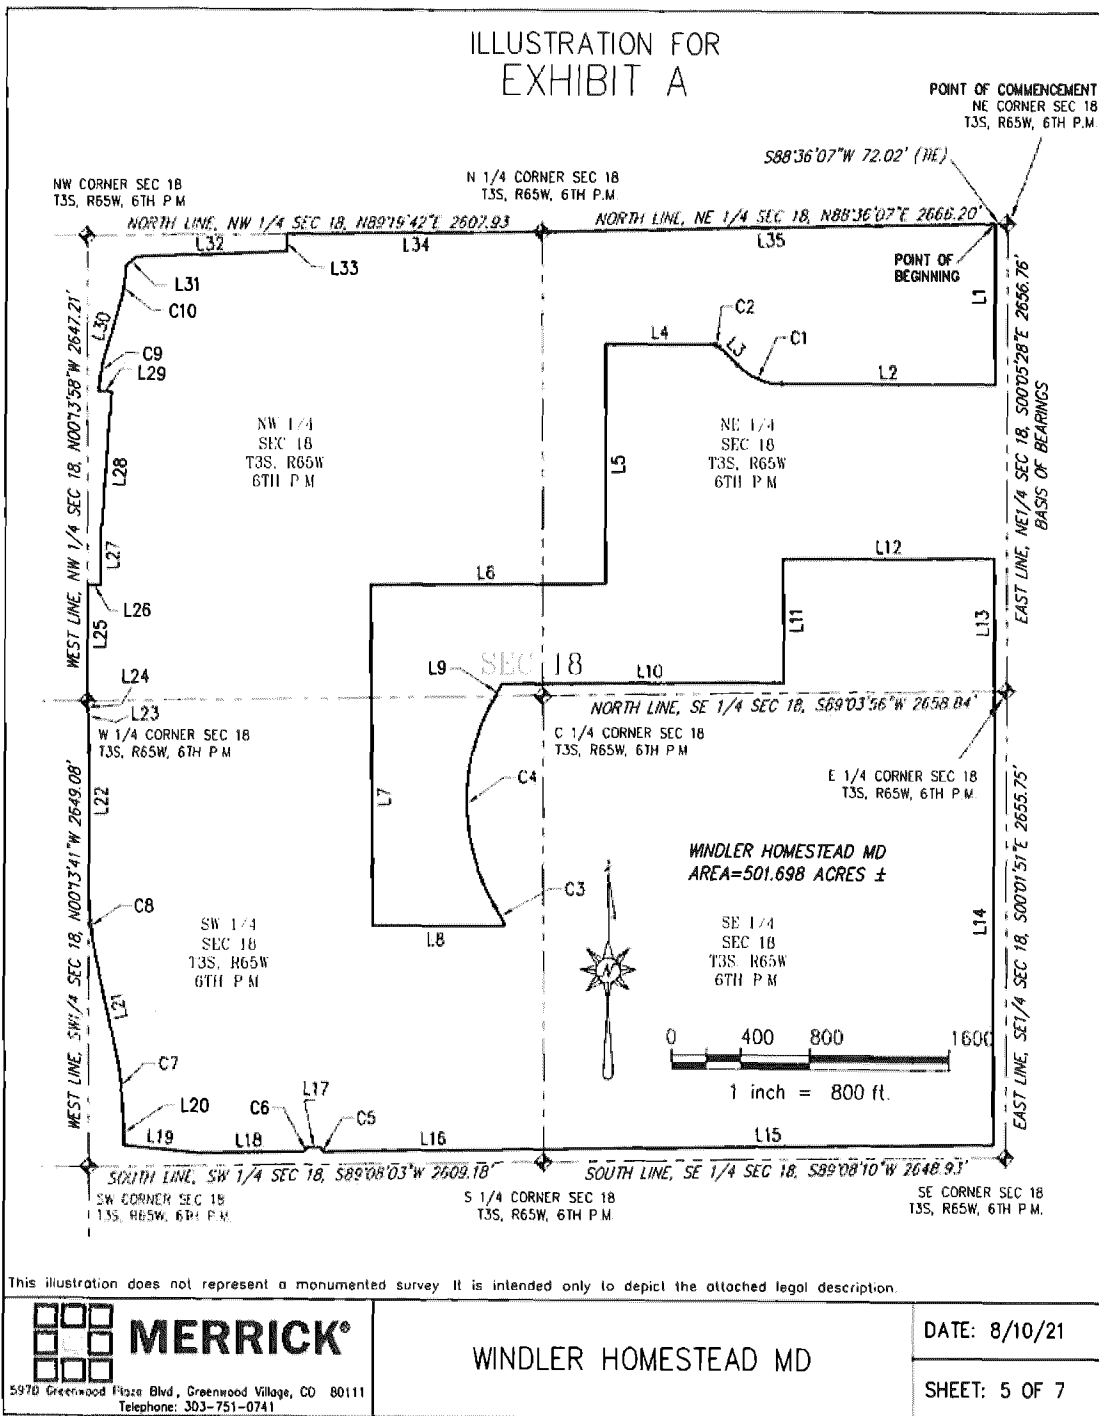 ILLUSTRATION FOR
EXHIBIT A
POINT OF COMMENCEMENT
NE CORNER SEC 18
T3S, R65W, 6TH P.M.
S88°36'07"W 72.02' (TIE)
NW CORNER SEC 18
T3S, R65W, 6TH P M
N 1/4 CORNER SEC 18
T3S, R65W, 6TH P.M.
NORTH LINE, NW 1/4 SEC 18, N89°19'42"E 2607.93
NORTH LINE, NE 1/4 SEC 18, N88°36'07"E 2666.20'
L32
L34
L35
L33
POINT OF
BEGINNING
L31
C10
L1
L30
C2
L4
L3
C1
C9
L29
L2
WEST LINE, NW 1/4 SEC 18, N00°13'58"W 2647.21'
EAST LINE, NE1/4 SEC 18, S00°05'28"E 2656.76'
BASIS OF BEARINGS
NW 1/4
SEC 18
T3S, R65W
6TH P M
NE 1/4
SEC 18
T3S, R65W
6TH P M
L28
L5
L27
L12
L6
L26
L25
L11
L13
L9
SEC 18
L10
L24
L23
NORTH LINE, SE 1/4 SEC 18, S89°03'56"W 2658.84'
W 1/4 CORNER SEC 18
T3S, R65W, 6TH P M
C 1/4 CORNER SEC 18
T3S, R65W, 6TH P.M
E 1/4 CORNER SEC 18
T3S, R65W, 6TH P.M.
C4
L22
L7
WINDLER HOMESTEAD MD
AREA=501.698 ACRES ±
C3
C8
L8
L14
WEST LINE, SW1/4 SEC 18, N00°13'41"W 2649.08'
EAST LINE, SE1/4 SEC 18, S00°01'51"E 2655.75'
SW 1/4
SEC 18
T3S, R65W
6TH P M
SE 1/4
SEC 18
T3S, R65W
6TH P M
L21
N
0 400 800 1600
1 inch = 800 ft.
C7
L20
L17
C6
C5
L19
L18
L16
L15
SOUTH LINE, SW 1/4 SEC 18, S89°08'03"W 2609.18'
SOUTH LINE, SE 1/4 SEC 18, S89°08'10"W 2648.93'
SW CORNER SEC 18
T3S, R65W, 6TH P.M.
S 1/4 CORNER SEC 18
T3S, R65W, 6TH P.M.
SE CORNER SEC 18
T3S, R65W, 6TH P.M.
This illustration does not represent a monumented survey It is intended only to depict the attached legal description.
MERRICK®
5970 Greenwood Plaza Blvd, Greenwood Village, CO 80111
Telephone: 303-751-0741
WINDLER HOMESTEAD MD
DATE: 8/10/21
SHEET: 5 OF 7